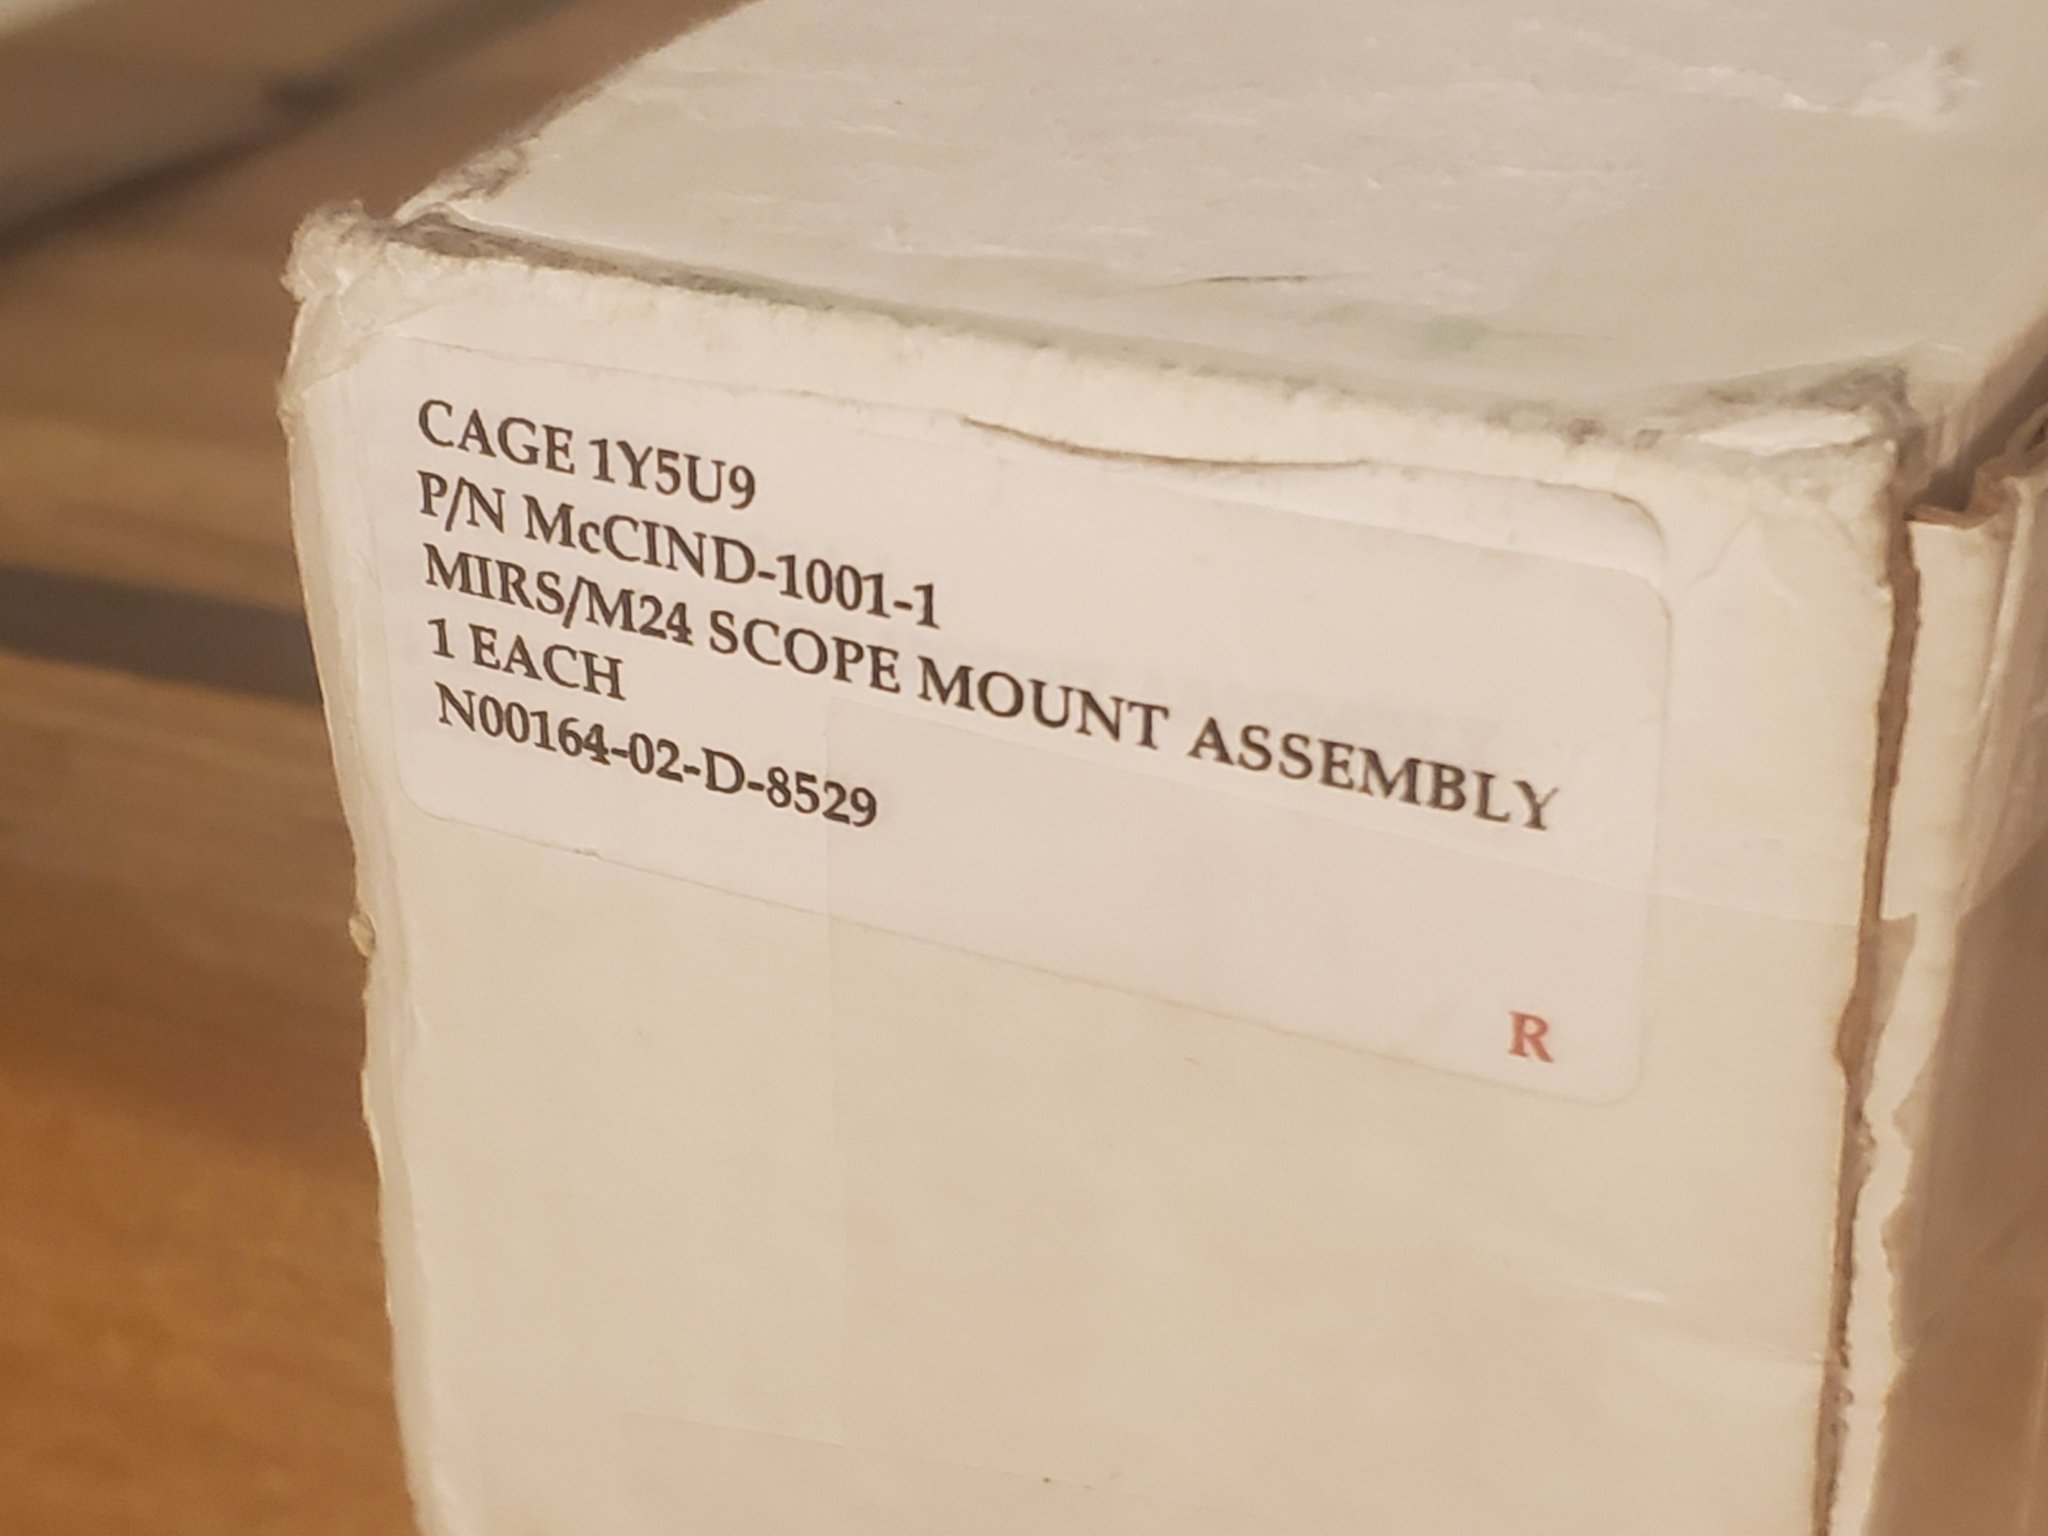 CAGE 1Y5U9
P/N McCIND-1001-1
MIRS/M24 SCOPE MOUNT ASSEMBLY
1 EACH
N00164-02-D-8529
R